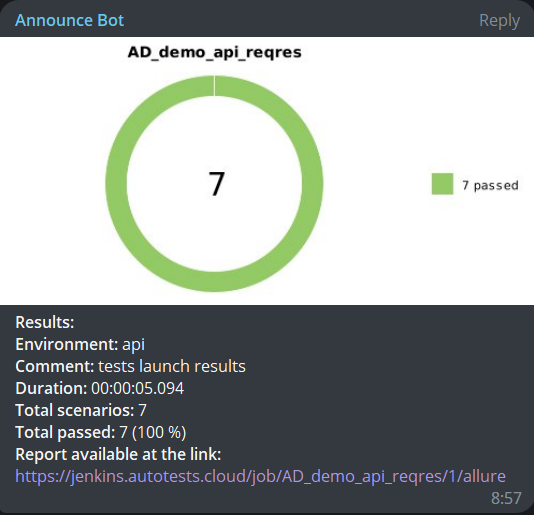 Announce Bot Reply
AD_demo_api_reqres
7
7 passed
Results:
Environment: api
Comment: tests launch results
Duration: 00:00:05.094
Total scenarios: 7
Total passed: 7 (100 %)
Report available at the link:
https://jenkins.autotests.cloud/job/AD_demo_api_reqres/1/allure
8:57